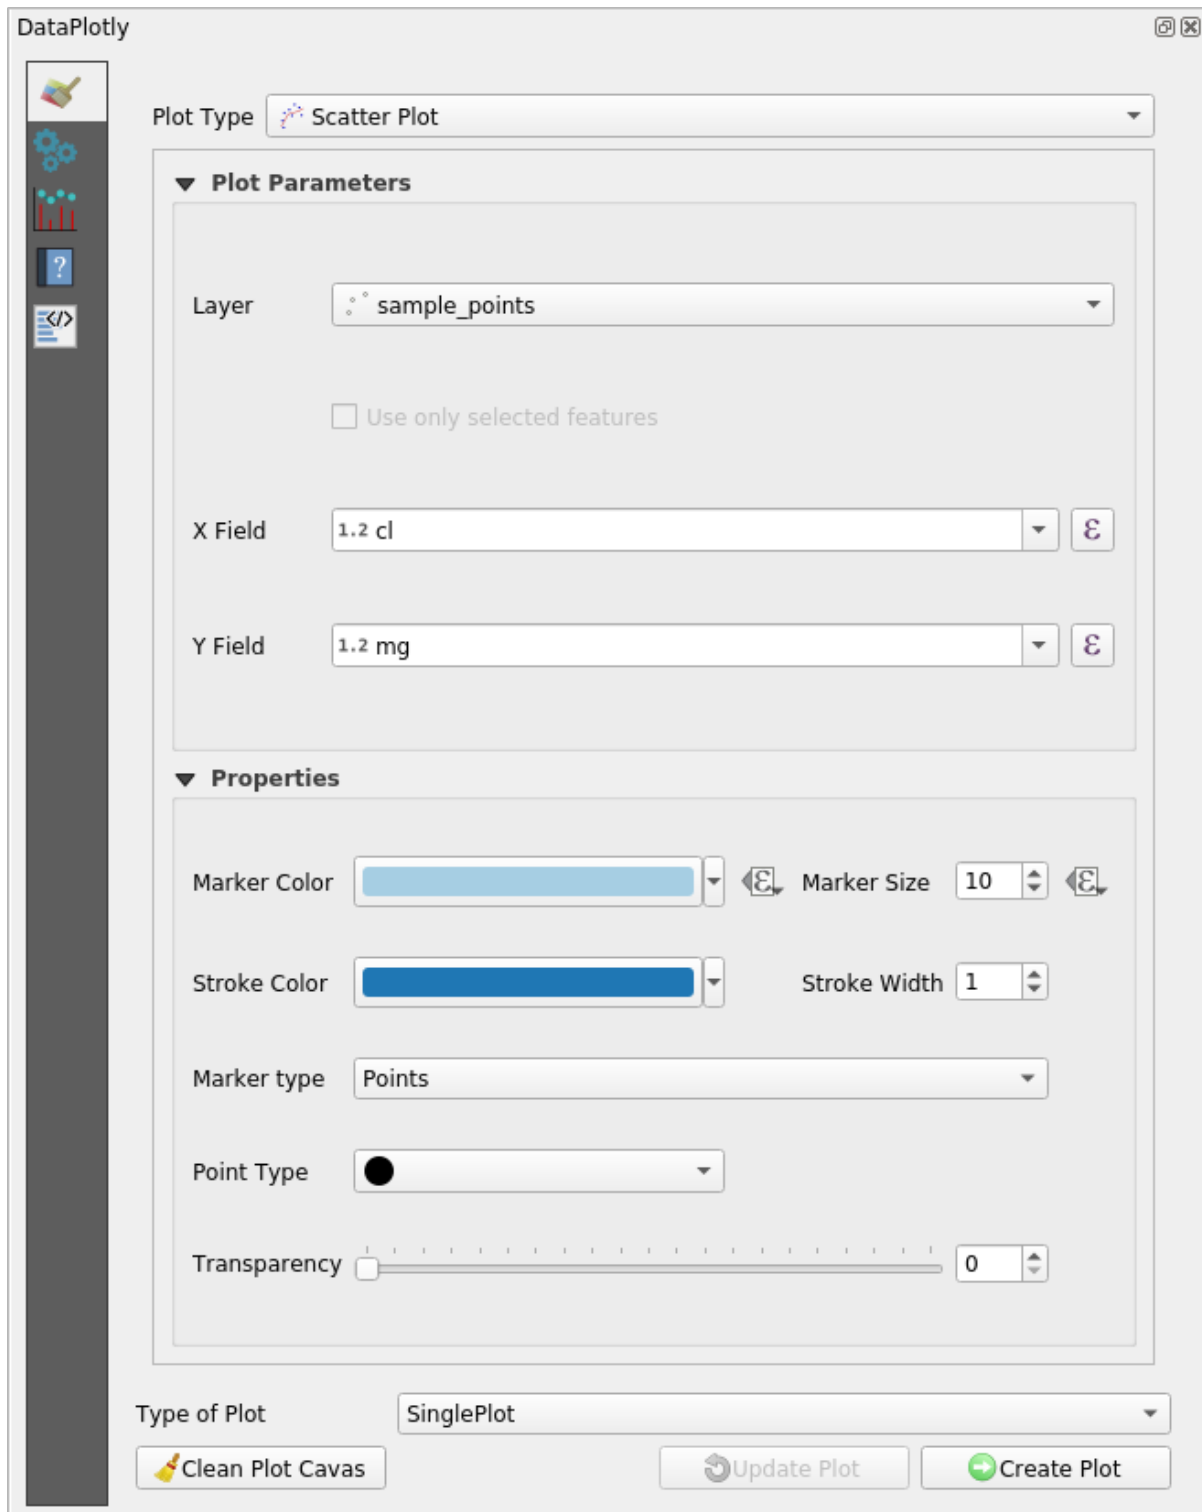 DataPlotly
Plot Type Scatter Plot
Plot Parameters
Layer sample_points
Use only selected features
X Field 1.2 cl ε
Y Field 1.2 mg ε
Properties
Marker Color ε Marker Size 10 ε
Stroke Color Stroke Width 1
Marker type Points
Point Type
Transparency 0
Type of Plot SinglePlot
Clean Plot Cavas Update Plot Create Plot